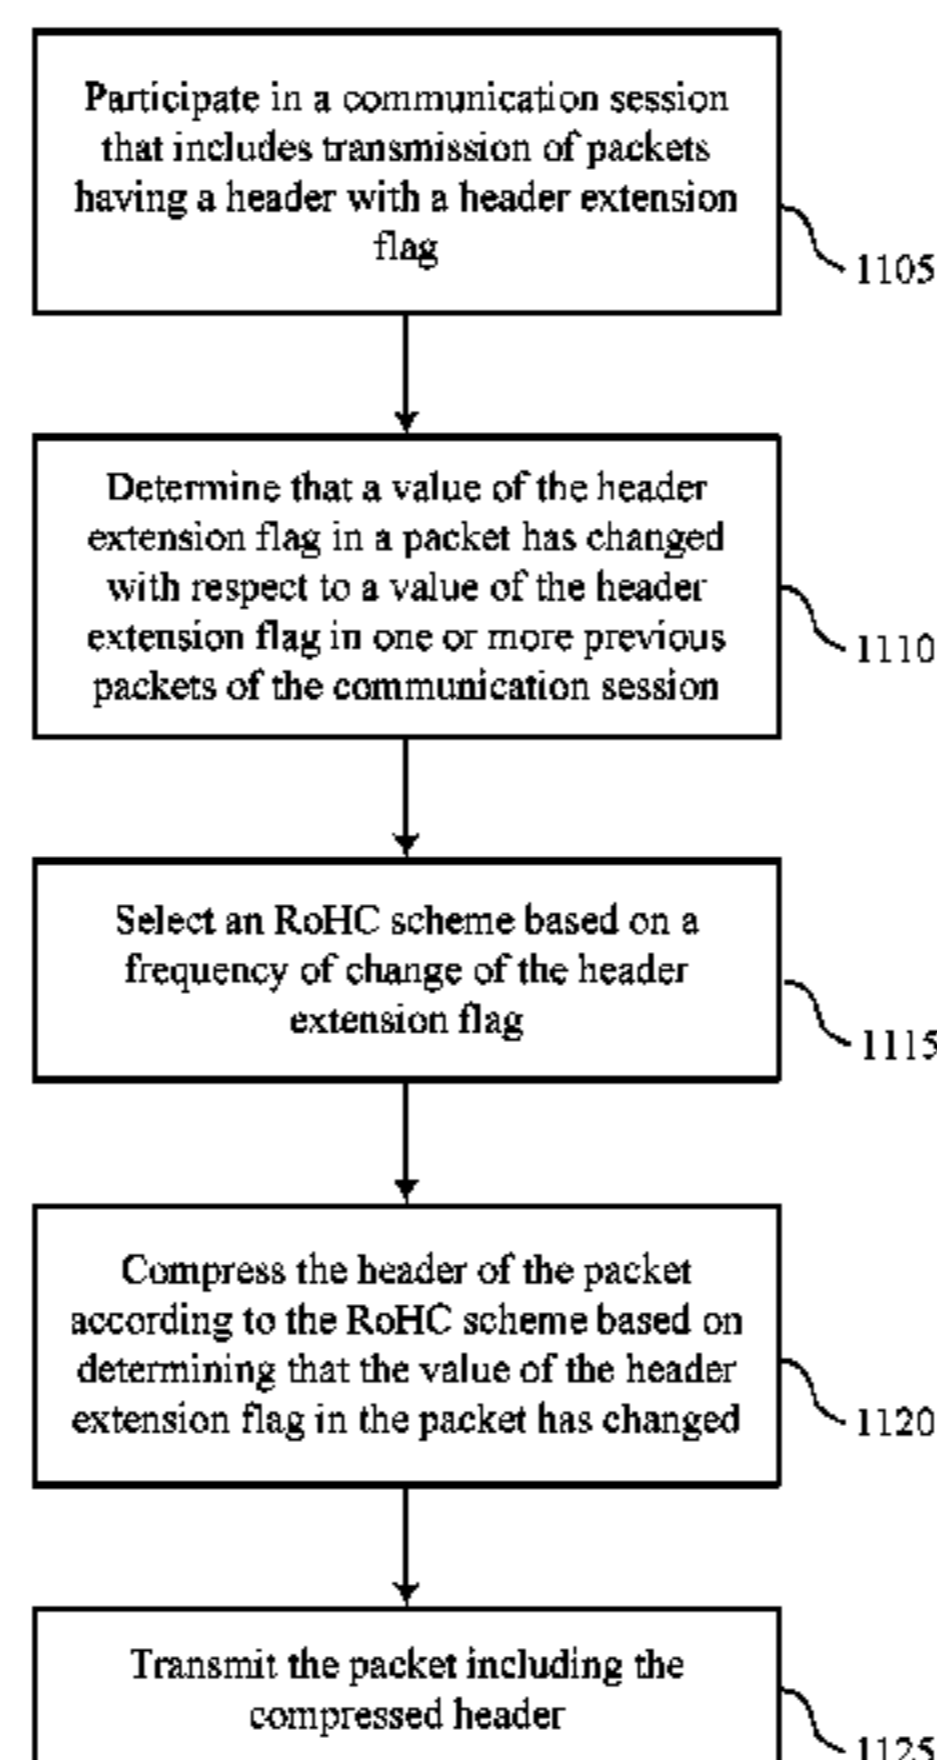 Participate in a communication session
that includes transmission of packets
having a header with a header extension
flag
1105
Determine that a value of the header
extension flag in a packet has changed
with respect to a value of the header
extension flag in one or more previous
packets of the communication session
1110
Select an RoHC scheme based on a
frequency of change of the header
extension flag
1115
Compress the header of the packet
according to the RoHC scheme based on
determining that the value of the header
extension flag in the packet has changed
1120
Transmit the packet including the
compressed header
1125